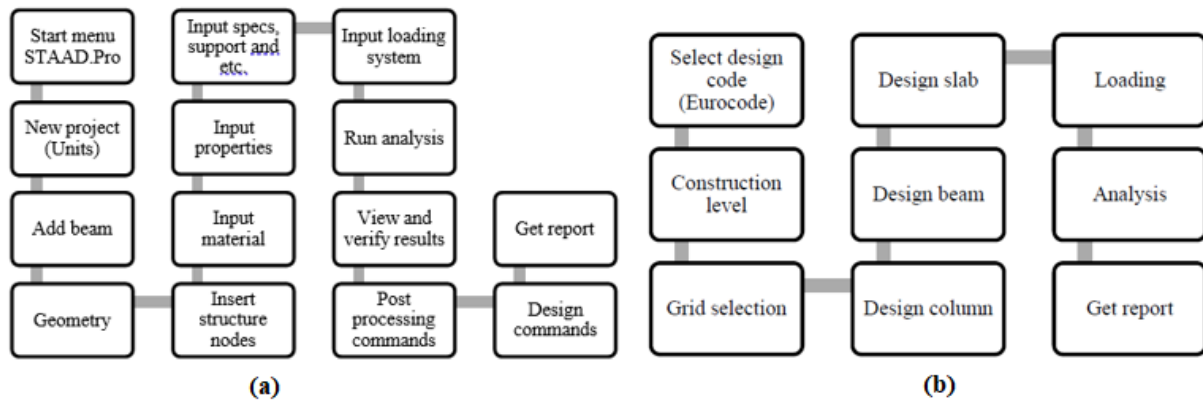 Start menu
STAAD.Pro
New project
(Units)
Add beam
Geometry
Insert
structure
nodes
Input
material
Input
properties
Input specs,
support and
etc.
Input loading
system
Run analysis
View and
verify results
Post
processing
commands
Design
commands
Get report
(a)
Select design
code
(Eurocode)
Construction
level
Grid selection
Design column
Design beam
Design slab
Loading
Analysis
Get report
(b)